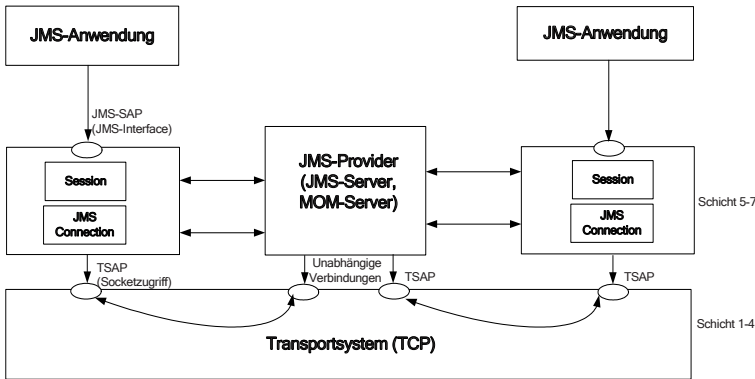 JMS-Anwendung
JMS-Anwendung
JMS-SAP
(JMS-Interface)
JMS-Provider
(JMS-Server,
MOM-Server)
Session
JMS
Connection
Session
JMS
Connection
Schicht 5-7
TSAP
(Socketzugriff)
Unabhängige
Verbindungen
TSAP
TSAP
Transportsystem (TCP)
Schicht 1-4